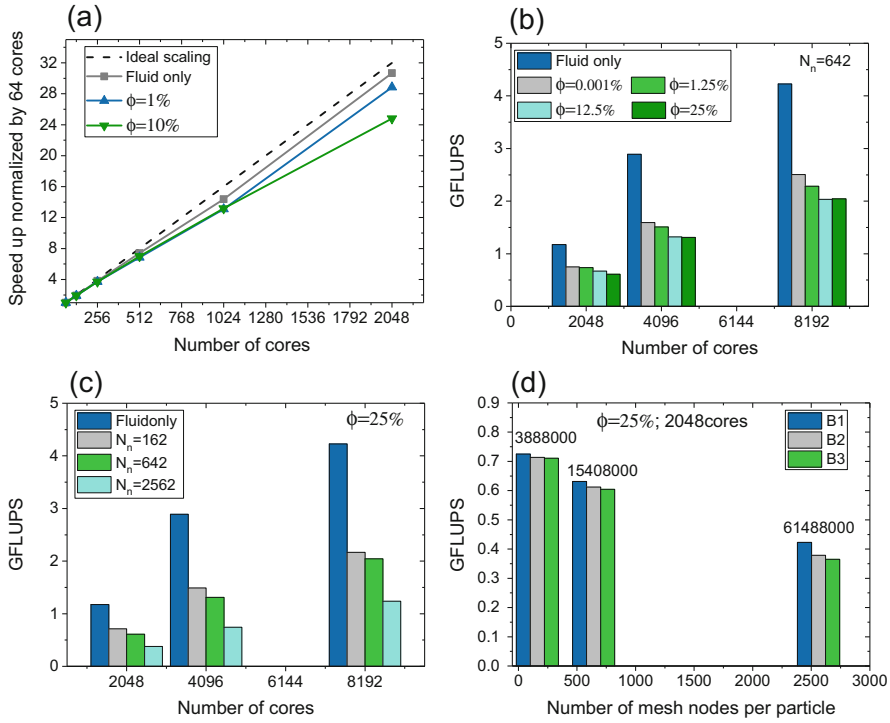 (a)
Speed up normalized by 64 cores
32
28
24
20
16
12
8
4
Ideal scaling
Fluid only
ϕ=1%
ϕ=10%
256 512 768 1024 1280 1536 1792 2048
Number of cores
(b)
GFLUPS
5
4
3
2
1
0
Fluid only
ϕ=0.001% ϕ=1.25%
ϕ=12.5% ϕ=25%
Nₙ=642
0 2048 4096 6144 8192
Number of cores
(c)
GFLUPS
5
4
3
2
1
0
Fluidonly
Nₙ=162
Nₙ=642
Nₙ=2562
ϕ=25%
2048 4096 6144 8192
Number of cores
(d)
GFLUPS
0.9
0.8
0.7
0.6
0.5
0.4
0.3
0.2
0.1
0.0
ϕ=25%; 2048cores
B1
B2
B3
3888000
15408000
61488000
0 500 1000 1500 2000 2500 3000
Number of mesh nodes per particle